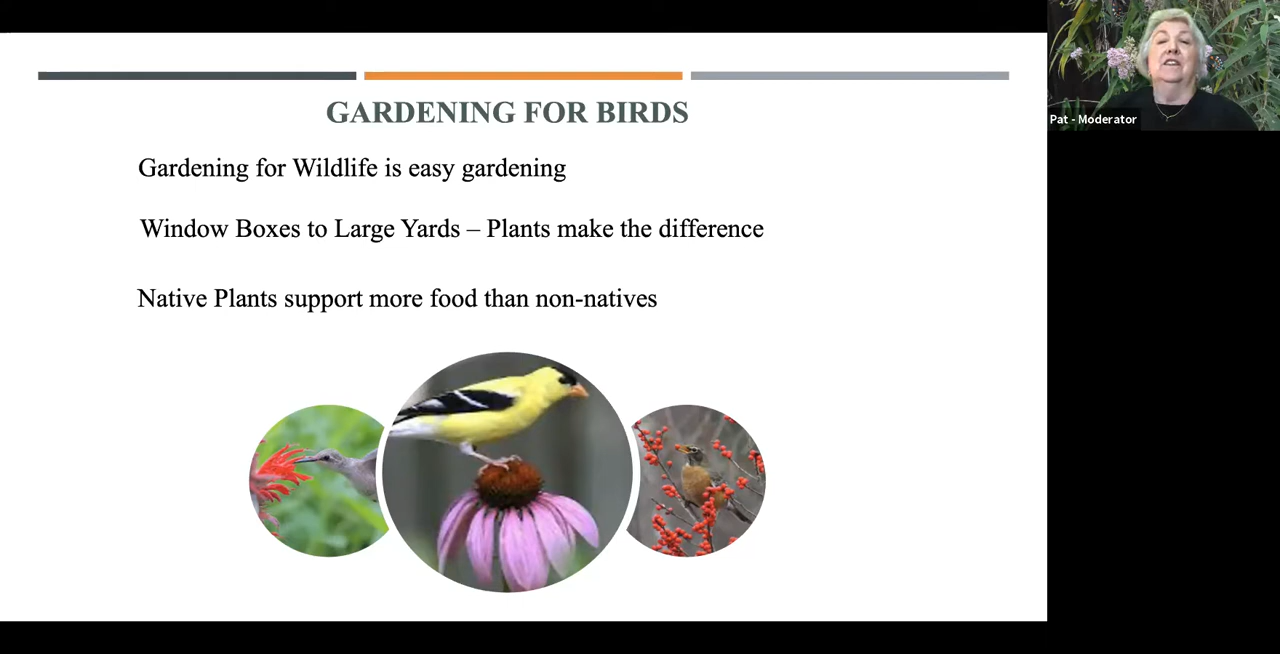 GARDENING FOR BIRDS
Gardening for Wildlife is easy gardening
Window Boxes to Large Yards – Plants make the difference
Native Plants support more food than non-natives
Pat - Moderator